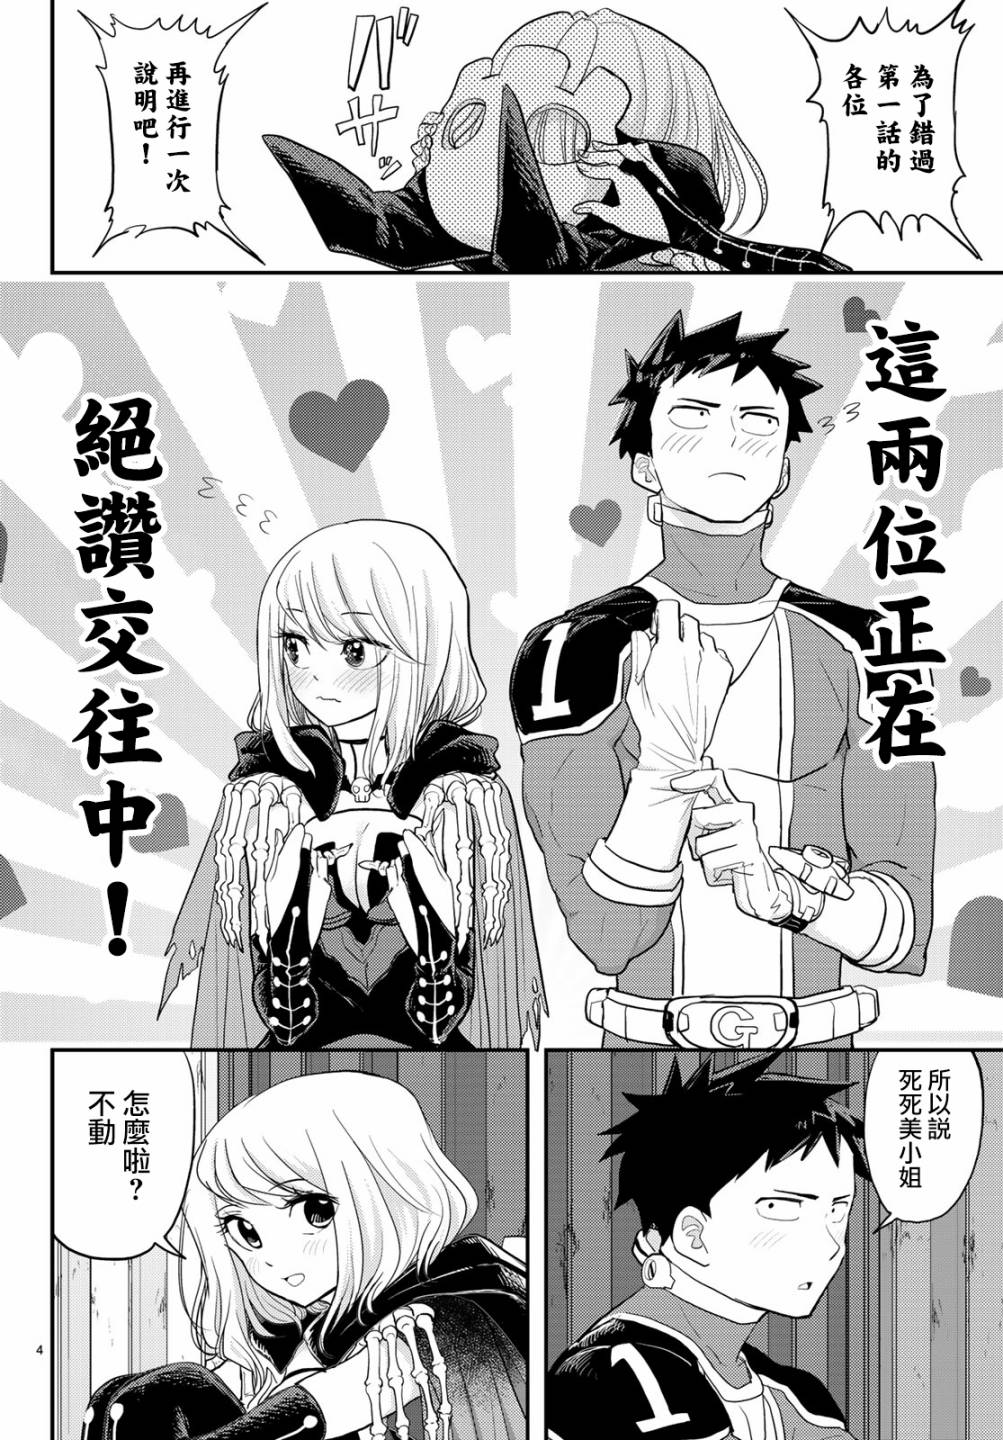 為了錯過
第一話的
各位
再進行一次
說明吧！
バ
サッ
這兩位正在
絕讚交往中！
1
G
所以説
死死美小姐
1
怎麼啦?
不動
4